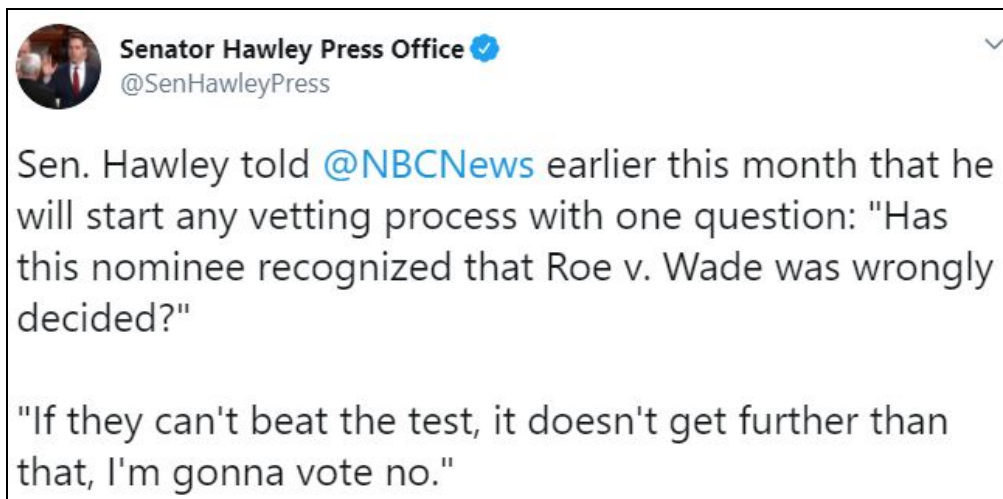 Senator Hawley Press Office
@SenHawleyPress
Sen. Hawley told @NBCNews earlier this month that he
will start any vetting process with one question: "Has
this nominee recognized that Roe v. Wade was wrongly
decided?"
"If they can't beat the test, it doesn't get further than
that, I'm gonna vote no."